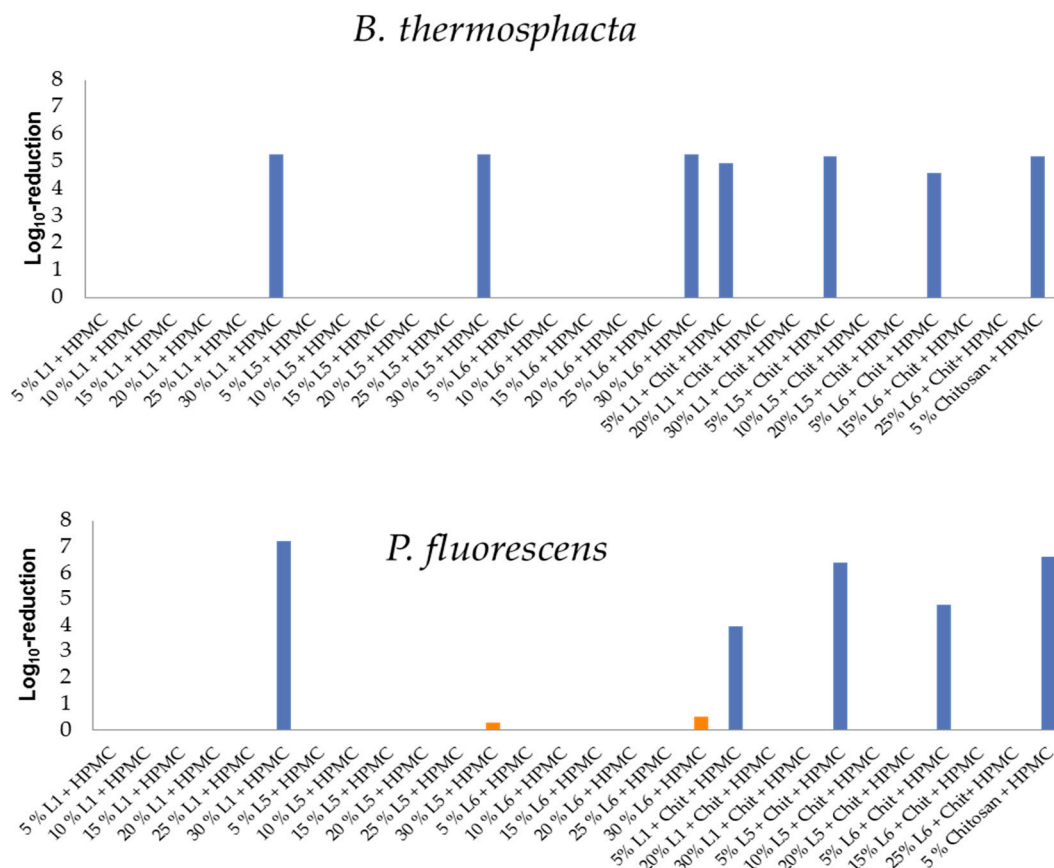 B. thermosphacta
8
7
6
5
4
3
2
1
0
Log₁₀-reduction
5 % L1 + HPMC
10 % L1 + HPMC
15 % L1 + HPMC
20 % L1 + HPMC
25 % L1 + HPMC
30 % L1 + HPMC
5 % L5 + HPMC
10 % L5 + HPMC
15 % L5 + HPMC
20 % L5 + HPMC
25 % L5 + HPMC
30 % L5 + HPMC
5 % L6 + HPMC
10 % L6 + HPMC
15 % L6 + HPMC
20 % L6 + HPMC
25 % L6 + HPMC
30 % L6 + HPMC
5% L1 + Chit + HPMC
20% L1 + Chit + HPMC
30% L1 + Chit + HPMC
5% L5 + Chit + HPMC
10% L5 + Chit + HPMC
20% L5 + Chit + HPMC
5% L6 + Chit + HPMC
15% L6 + Chit + HPMC
25% L6 + Chit+ HPMC
5 % Chitosan + HPMC
P. fluorescens
8
7
6
5
4
3
2
1
0
Log₁₀-reduction
5 % L1 + HPMC
10 % L1 + HPMC
15 % L1 + HPMC
20 % L1 + HPMC
25 % L1 + HPMC
30 % L1 + HPMC
5 % L5 + HPMC
10 % L5 + HPMC
15 % L5 + HPMC
20 % L5 + HPMC
25 % L5 + HPMC
30 % L5 + HPMC
5 % L6 + HPMC
10 % L6 + HPMC
15 % L6 + HPMC
20 % L6 + HPMC
25 % L6 + HPMC
30 % L6 + HPMC
5% L1 + Chit + HPMC
20% L1 + Chit + HPMC
30% L1 + Chit + HPMC
5% L5 + Chit + HPMC
10% L5 + Chit + HPMC
20% L5 + Chit + HPMC
5% L6 + Chit + HPMC
15% L6 + Chit + HPMC
25% L6 + Chit+ HPMC
5 % Chitosan + HPMC